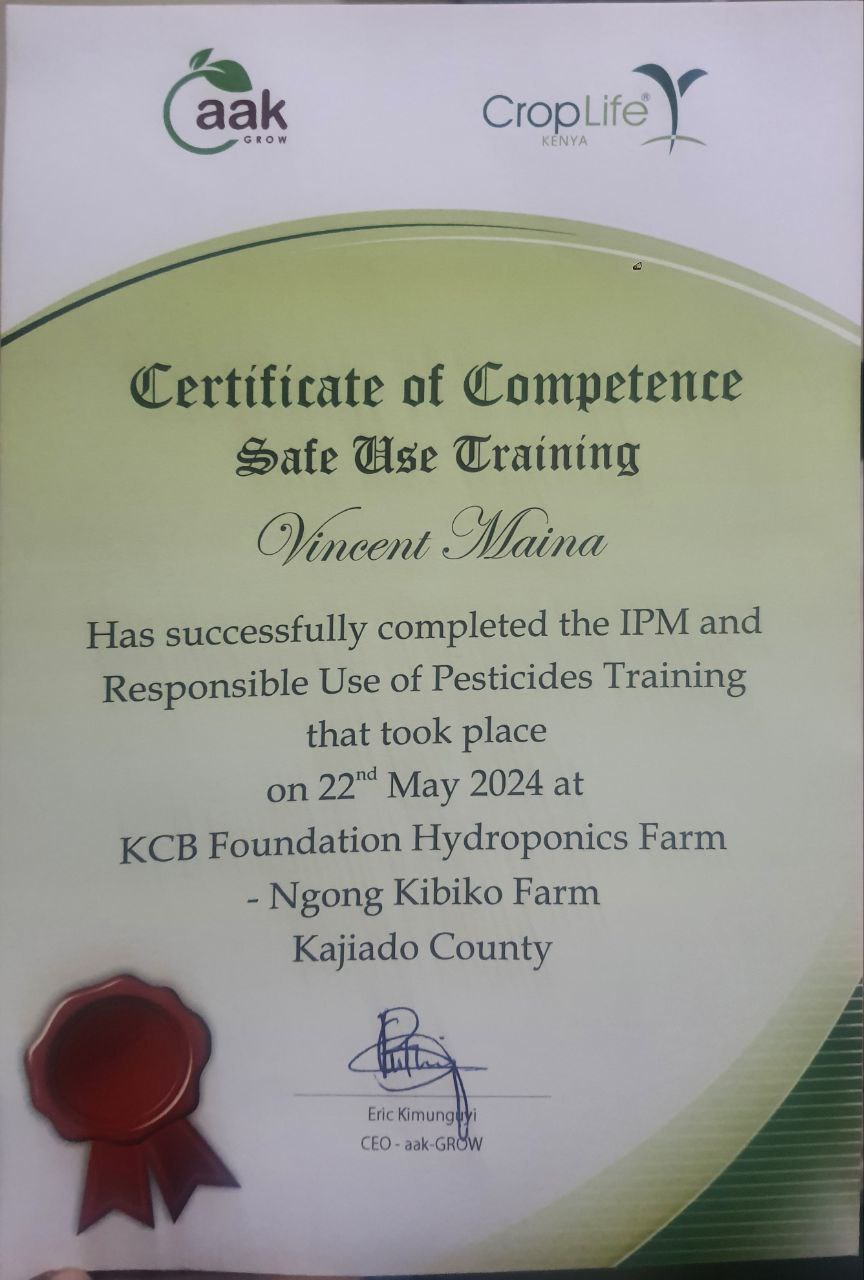 aak
GROW
CropLife®
KENYA
Certificate of Competence
Safe Use Training
Vincent Maina
Has successfully completed the IPM and
Responsible Use of Pesticides Training
that took place
on 22nd May 2024 at
KCB Foundation Hydroponics Farm
- Ngong Kibiko Farm
Kajiado County
Eric Kimunguyi
CEO - aak-GROW